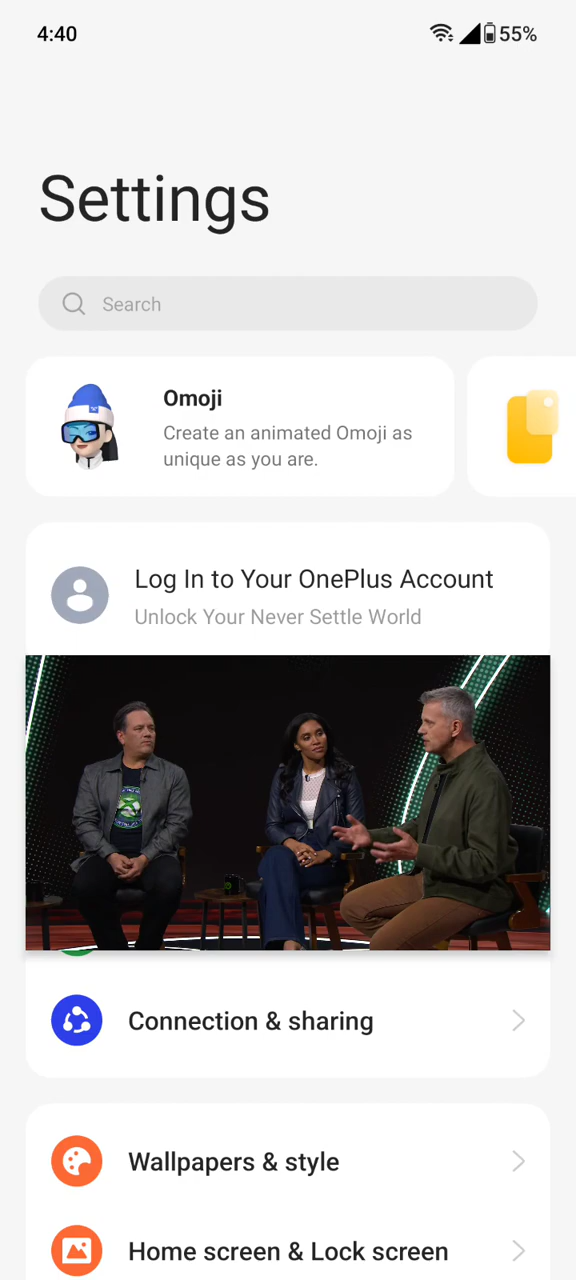 4:40
55%
Settings
Search
Omoji
Create an animated Omoji as
unique as you are.
Log In to Your OnePlus Account
Unlock Your Never Settle World
Connection & sharing
Wallpapers & style
Home screen & Lock screen